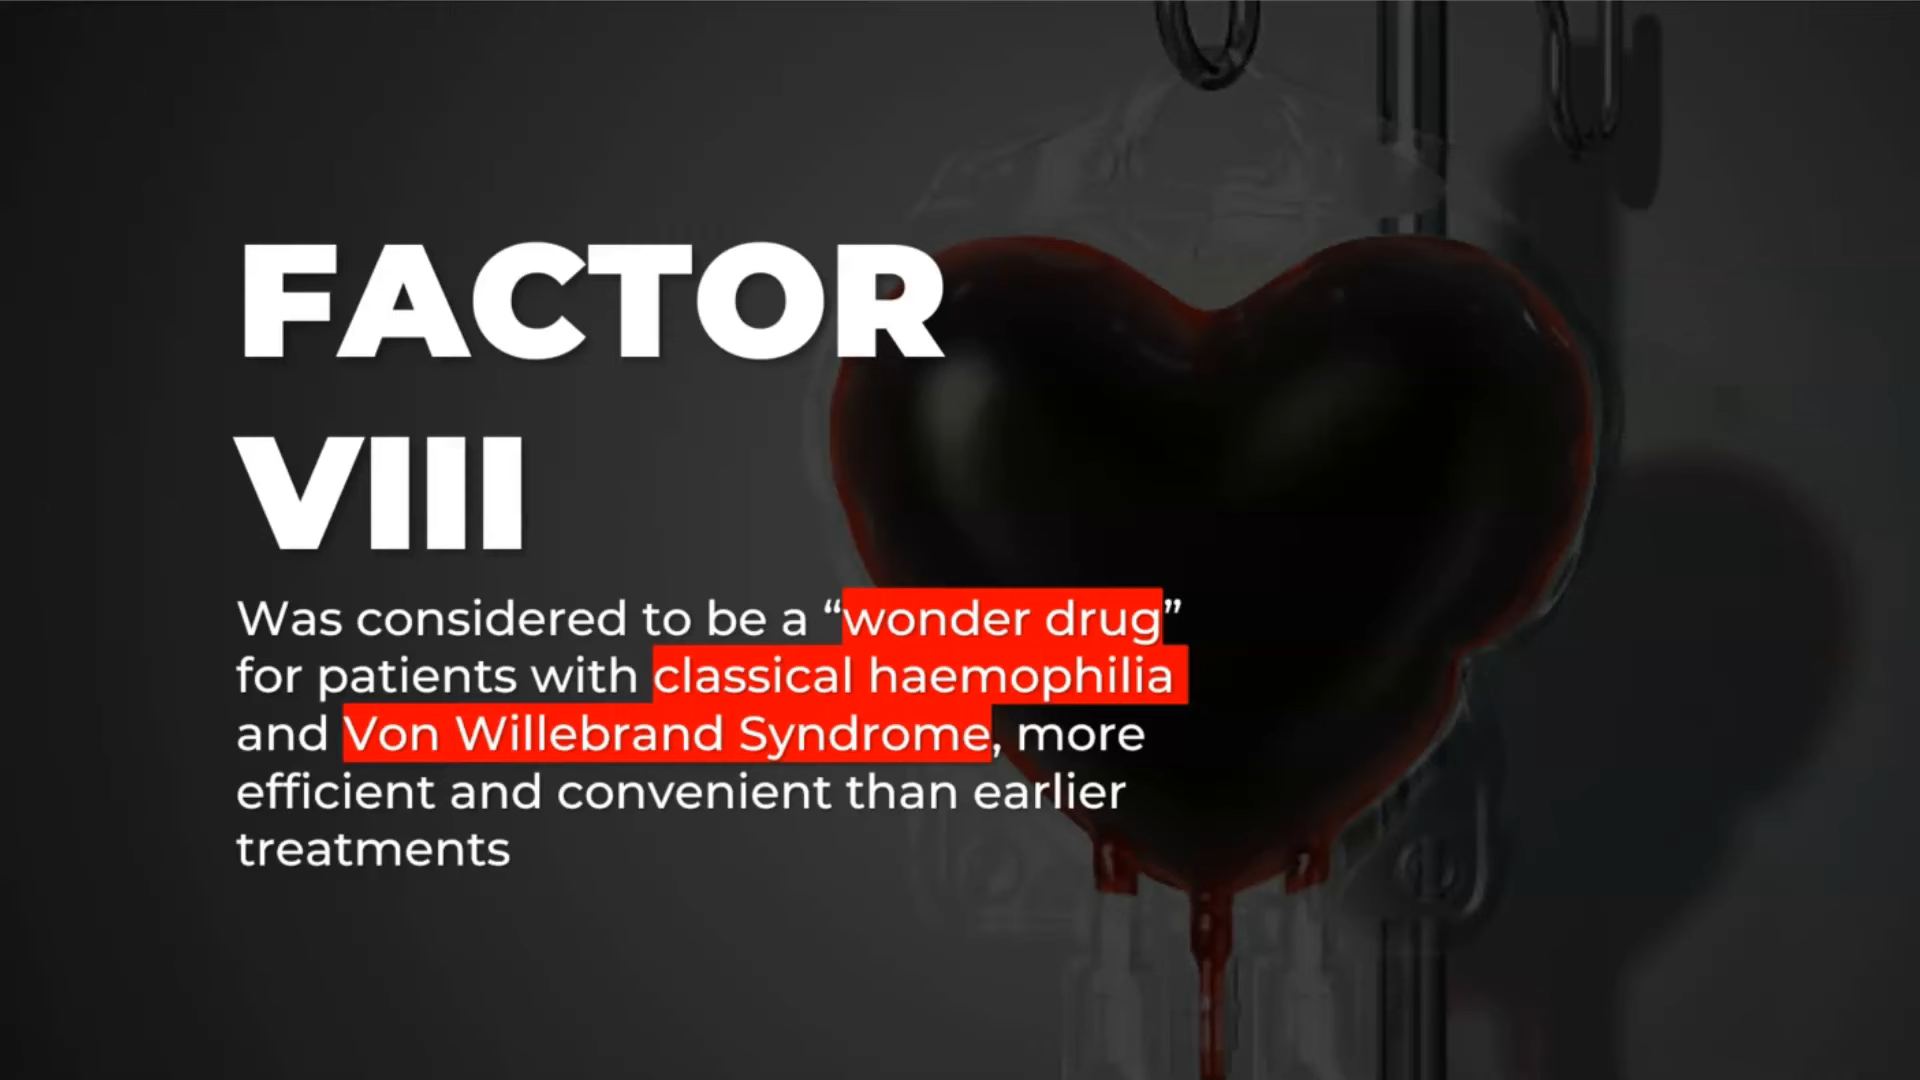 FACTOR
VIII
Was considered to be a “wonder drug”
for patients with classical haemophilia
and Von Willebrand Syndrome, more
efficient and convenient than earlier
treatments